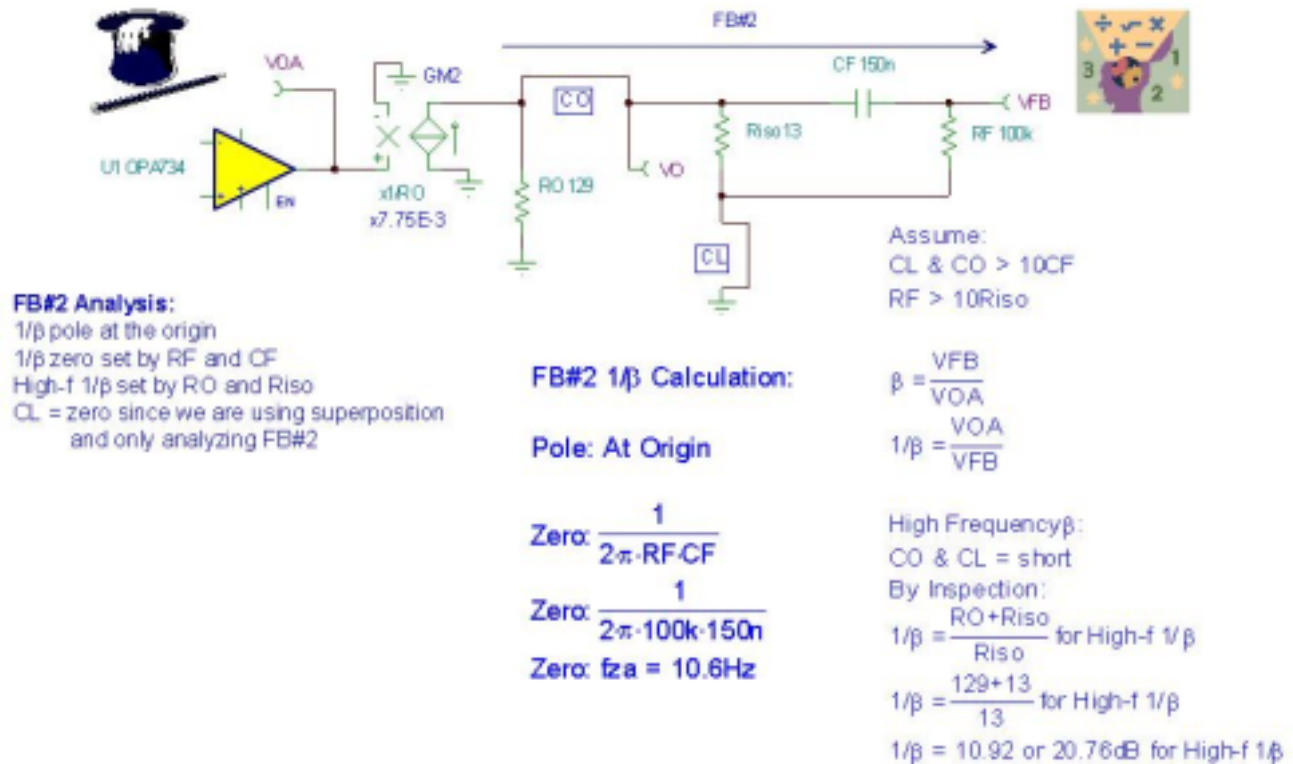 FB#2
VOA
GM2
CO
CF 150n
VFB
U1 OPA734
EN
x1/RO
x7.75E-3
RO 129
VO
Riso 13
RF 100k
CL
÷ √ × + − 3 1 2
Assume:
CL & CO > 10CF
RF > 10Riso
FB#2 Analysis:
1/β pole at the origin
1/β zero set by RF and CF
High-f 1/β set by RO and Riso
CL = zero since we are using superposition
and only analyzing FB#2
FB#2 1/β Calculation:
Pole: At Origin
Zero: 1 / 2·π·RF·CF
Zero: 1 / 2·π·100k·150n
Zero: fza = 10.6Hz
β = VFB / VOA
1/β = VOA / VFB
High Frequency β:
CO & CL = short
By Inspection:
1/β = RO+Riso / Riso for High-f 1/β
1/β = 129+13 / 13 for High-f 1/β
1/β = 10.92 or 20.76dB for High-f 1/β